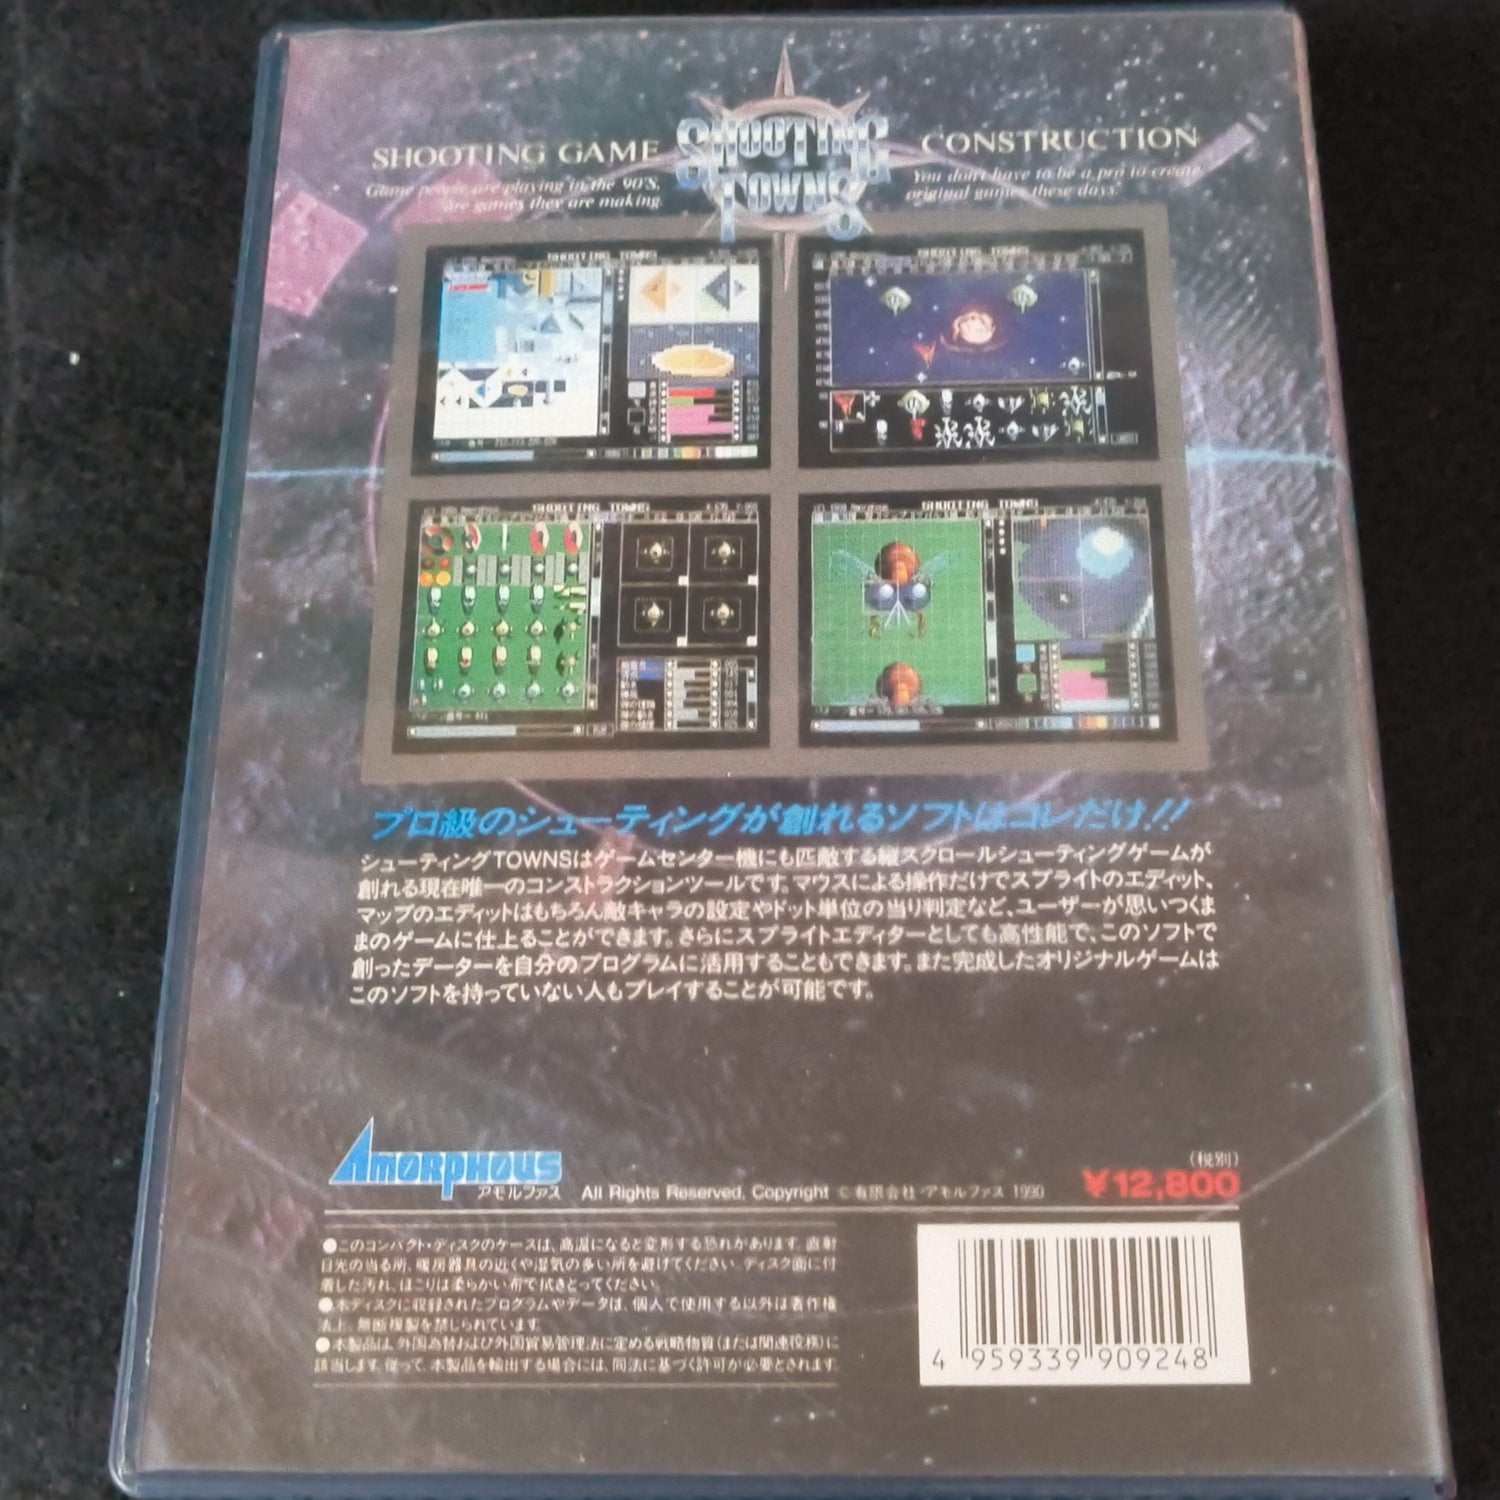 SHOOTING GAME
SHOOTING TOWNS
CONSTRUCTION
Game people are playing in the 90'S,
are games they are making.
You don't have to be a pro to create
original games these days.
SHOOTING TOWNS
SHOOTING TOWNS
SHOOTING TOWNS
SHOOTING TOWNS
プロ級のシューティングが創れるソフトはコレだけ!!
シューティングTOWNSはゲームセンター機にも匹敵する縦スクロールシューティングゲームが
創れる現在唯一のコンストラクションツールです。マウスによる操作だけでスプライトのエディット、
マップのエディットはもちろん敵キャラの設定やドット単位の当り判定など、ユーザーが思いつくま
まのゲームに仕上ることができます。さらにスプライトエディターとしても高性能で、このソフトで
創ったデーターを自分のプログラムに活用することもできます。また完成したオリジナルゲームは
このソフトを持っていない人もプレイすることが可能です。
AMORPHOUS
アモルファス All Rights Reserved, Copyright ©有限会社 アモルファス 1990
(税別)
¥12,800
●このコンパクト・ディスクのケースは、高温になると変形する恐れがあります。直射
日光の当る所、暖房器具の近くや湿気の多い所を避けてください。ディスク面に付
着した汚れ、ほこりは柔らかい布で拭きとってください。
●本ディスクに収録されたプログラムやデータは、個人で使用する以外は著作権
法上、無断複製を禁じられています。
●本製品は、外国為替および外国貿易管理法に定める戦略物資(または関連役務)に
該当します。従って、本製品を輸出する場合には、同法に基づく許可が必要とされます。
4 959339 909248